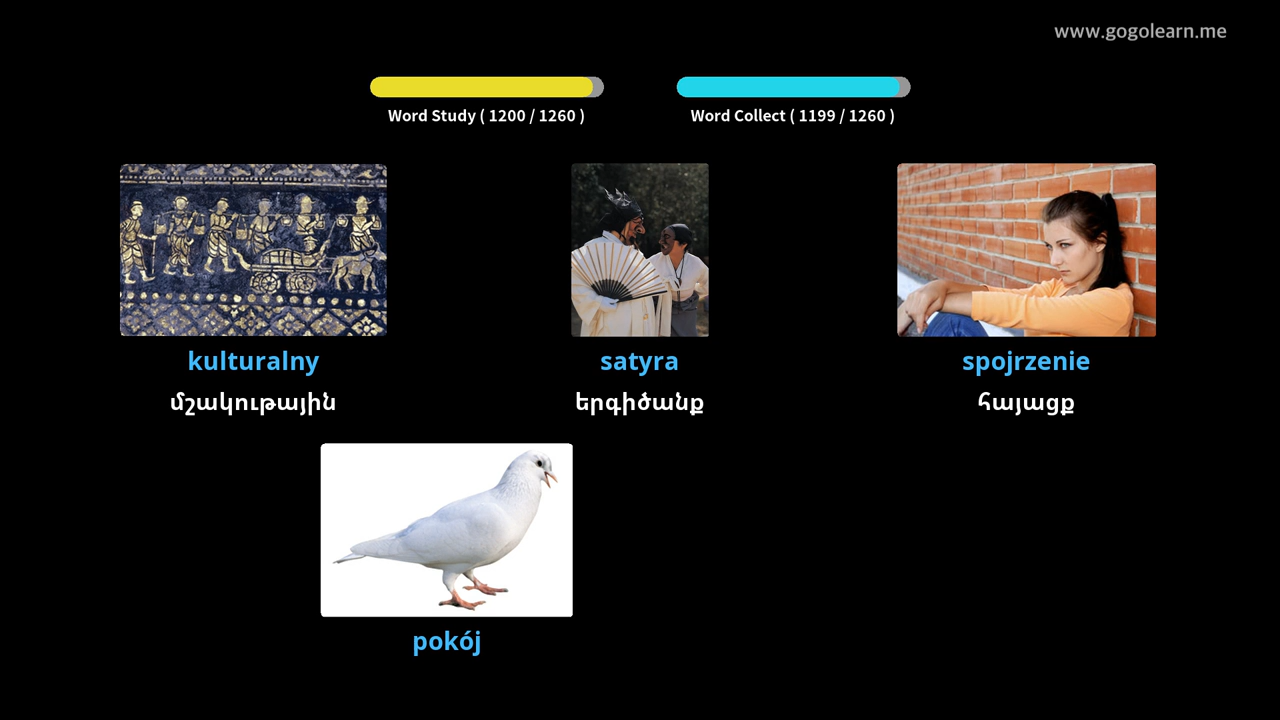 www.gogolearn.me
Word Study ( 1200 / 1260 )
Word Collect ( 1199 / 1260 )
kulturalny
satyra
spojrzenie
մշակութային
երգիծանք
հայացք
pokój